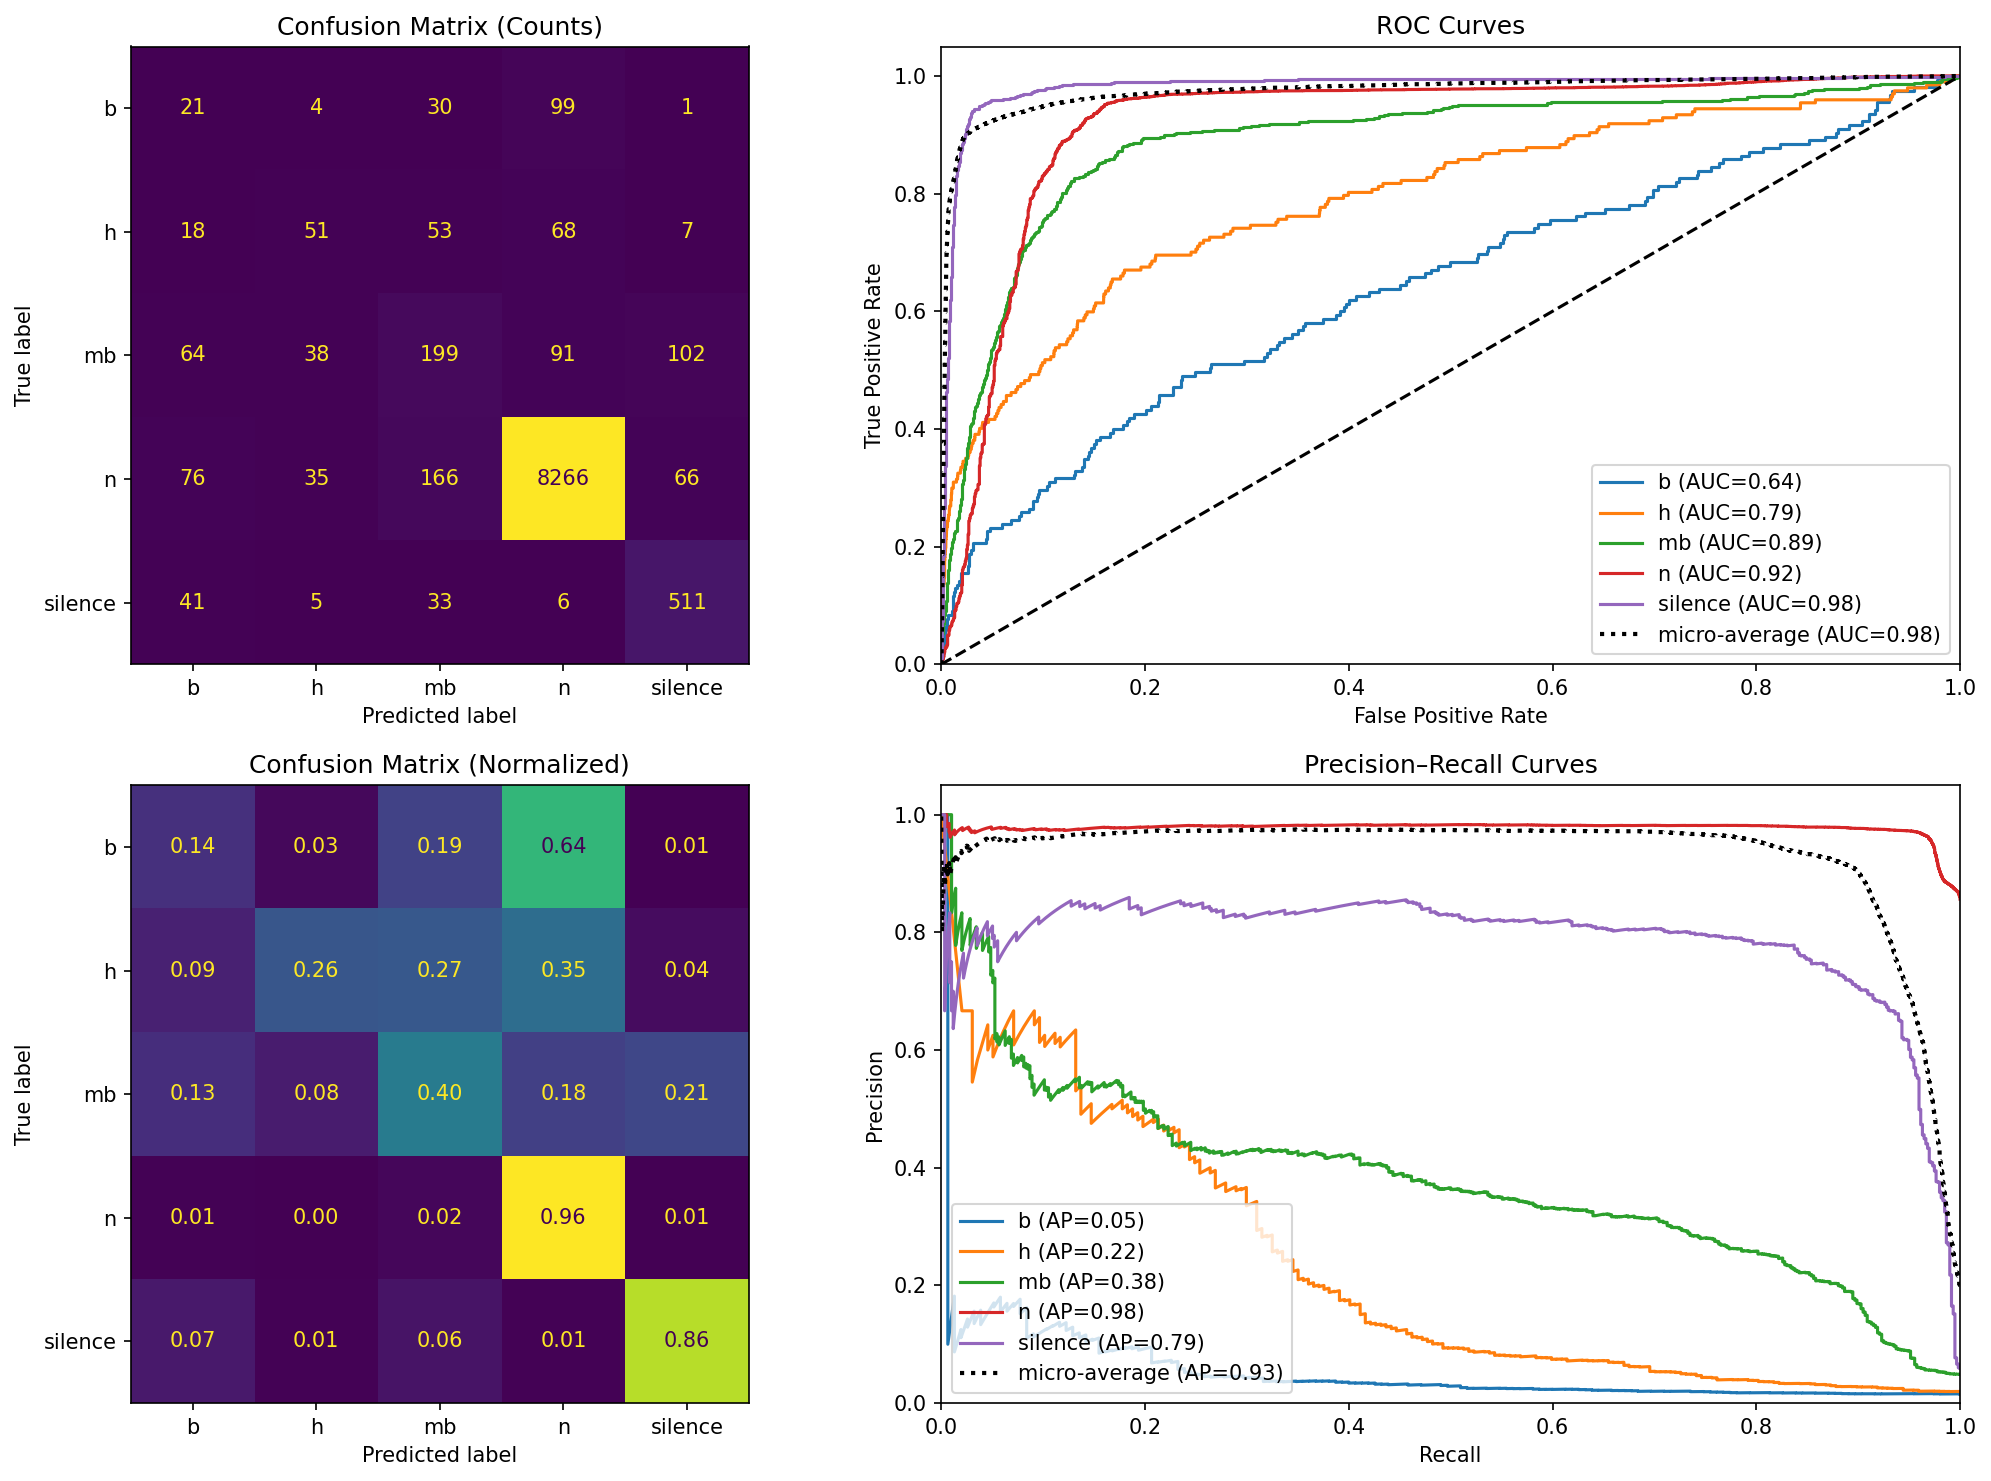 Confusion Matrix (Counts)
True label
b
h
mb
n
silence
21 4 30 99 1
18 51 53 68 7
64 38 199 91 102
76 35 166 8266 66
41 5 33 6 511
b h mb n silence
Predicted label
ROC Curves
True Positive Rate
1.0
0.8
0.6
0.4
0.2
0.0
b (AUC=0.64)
h (AUC=0.79)
mb (AUC=0.89)
n (AUC=0.92)
silence (AUC=0.98)
micro-average (AUC=0.98)
0.0 0.2 0.4 0.6 0.8 1.0
False Positive Rate
Confusion Matrix (Normalized)
True label
b
h
mb
n
silence
0.14 0.03 0.19 0.64 0.01
0.09 0.26 0.27 0.35 0.04
0.13 0.08 0.40 0.18 0.21
0.01 0.00 0.02 0.96 0.01
0.07 0.01 0.06 0.01 0.86
b h mb n silence
Predicted label
Precision–Recall Curves
Precision
1.0
0.8
0.6
0.4
0.2
0.0
b (AP=0.05)
h (AP=0.22)
mb (AP=0.38)
n (AP=0.98)
silence (AP=0.79)
micro-average (AP=0.93)
0.0 0.2 0.4 0.6 0.8 1.0
Recall